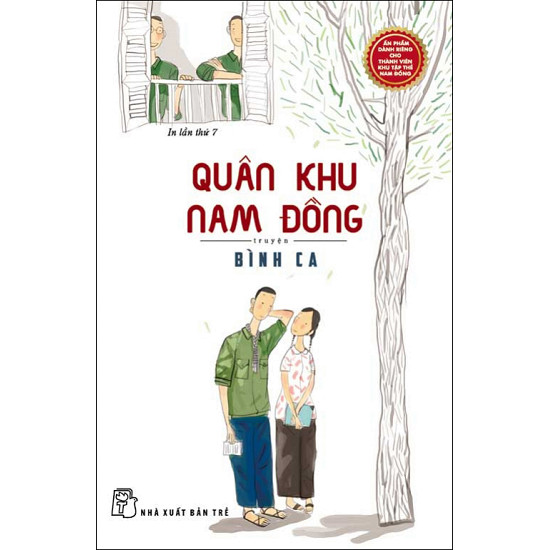 ẤN PHẨM
DÀNH RIÊNG
CHO
THÀNH VIÊN
KHU TẬP THỂ
NAM ĐỒNG
In lần thứ 7
QUÂN KHU
NAM ĐỒNG
truyện
BÌNH CA
NHÀ XUẤT BẢN TRẺ